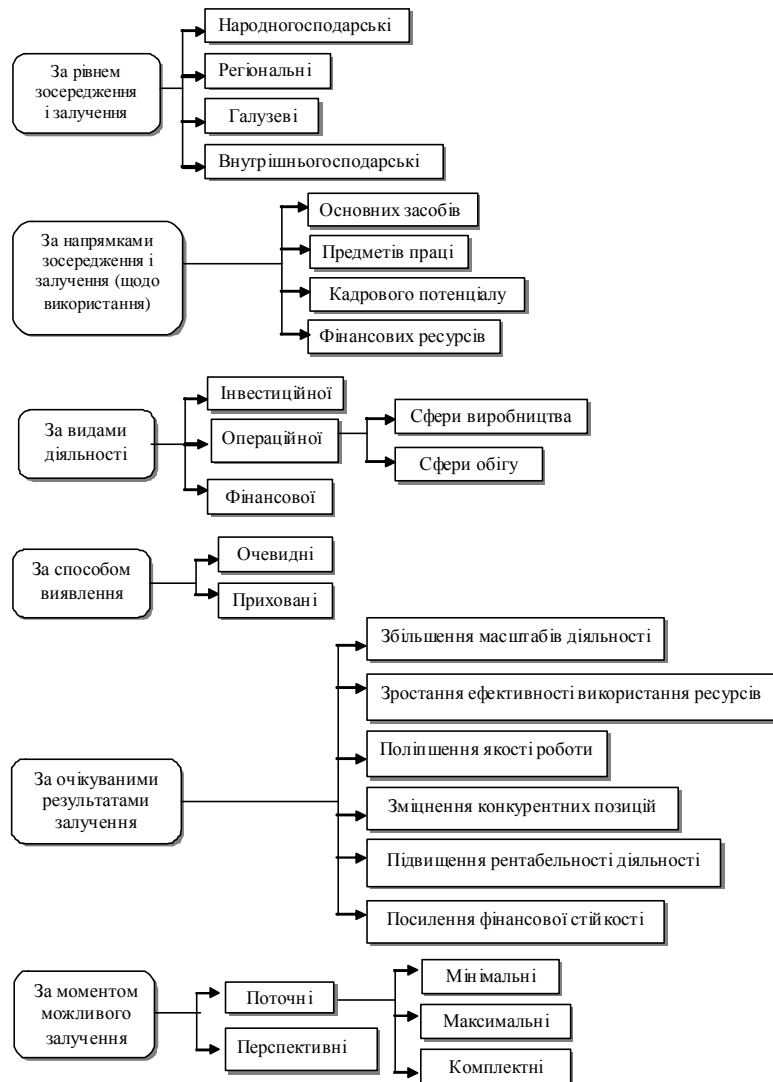 За рівнем
зосередження
і залучення
Народногосподарські
Регіональні
Галузеві
Внутрішньогосподарські
За напрямками
зосередження і
залучення (щодо
використання)
Основних засобів
Предметів праці
Кадрового потенціалу
Фінансових ресурсів
За видами
діяльності
Інвестиційної
Операційної
Фінансової
Сфери виробництва
Сфери обігу
За способом
виявлення
Очевидні
Приховані
За очікуваними
результатами
залучення
Збільшення масштабів діяльності
Зростання ефективності використання ресурсів
Поліпшення якості роботи
Зміцнення конкурентних позицій
Підвищення рентабельності діяльності
Посилення фінансової стійкості
За моментом
можливого
залучення
Поточні
Перспективні
Мінімальні
Максимальні
Комплектні